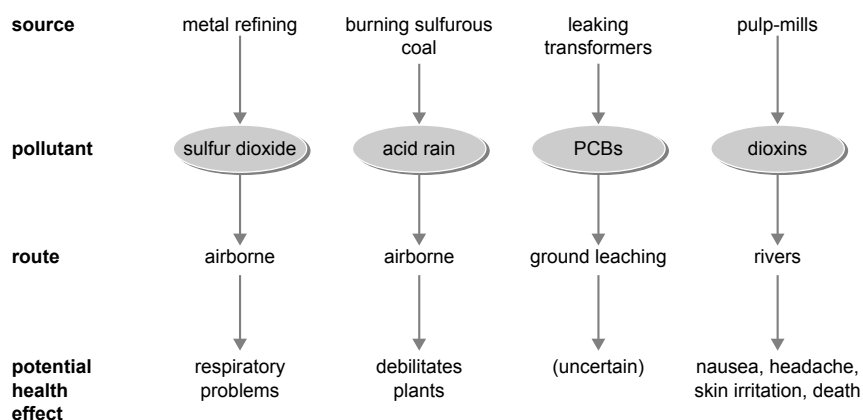 source metal refining burning sulfurous coal leaking transformers pulp-mills
pollutant sulfur dioxide acid rain PCBs dioxins
route airborne airborne ground leaching rivers
potential health effect respiratory problems debilitates plants (uncertain) nausea, headache, skin irritation, death